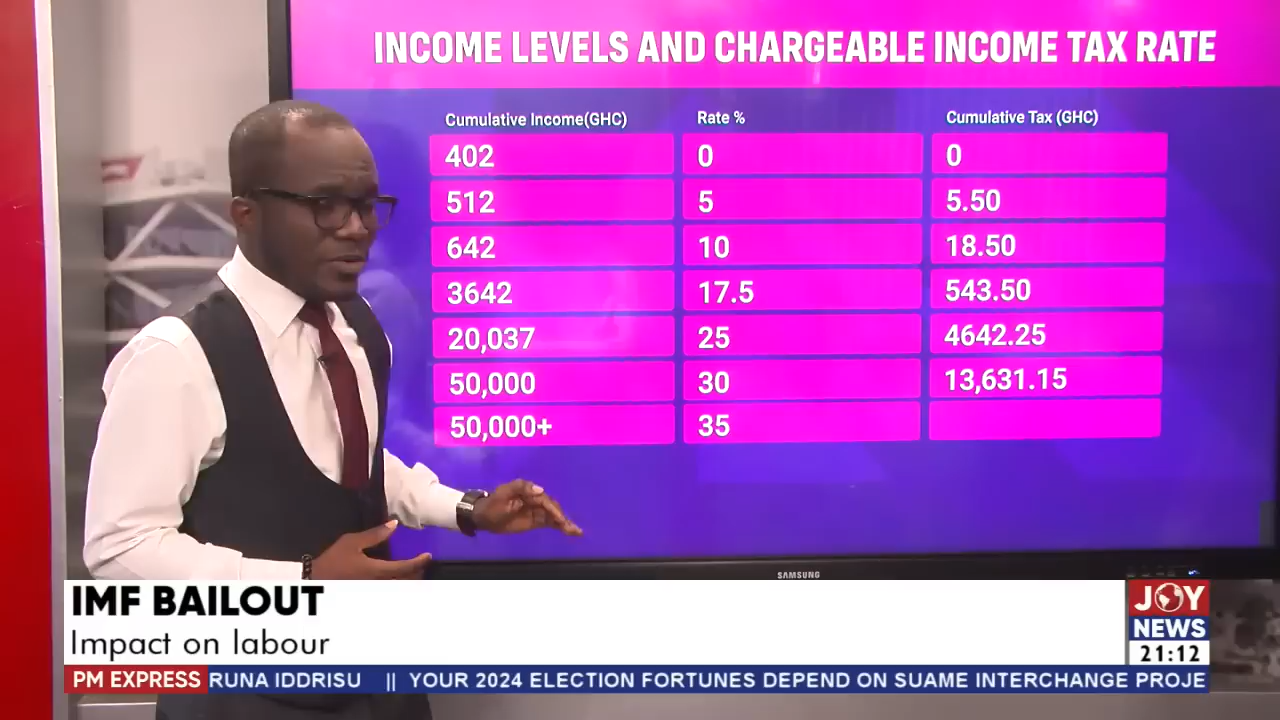 INCOME LEVELS AND CHARGEABLE INCOME TAX RATE
Cumulative Income(GHC) Rate % Cumulative Tax (GHC)
402 0 0
512 5 5.50
642 10 18.50
3642 17.5 543.50
20,037 25 4642.25
50,000 30 13,631.15
50,000+ 35
SAMSUNG
IMF BAILOUT
Impact on labour
JOY
NEWS
21:12
PM EXPRESS RUNA IDDRISU || YOUR 2024 ELECTION FORTUNES DEPEND ON SUAME INTERCHANGE PROJE